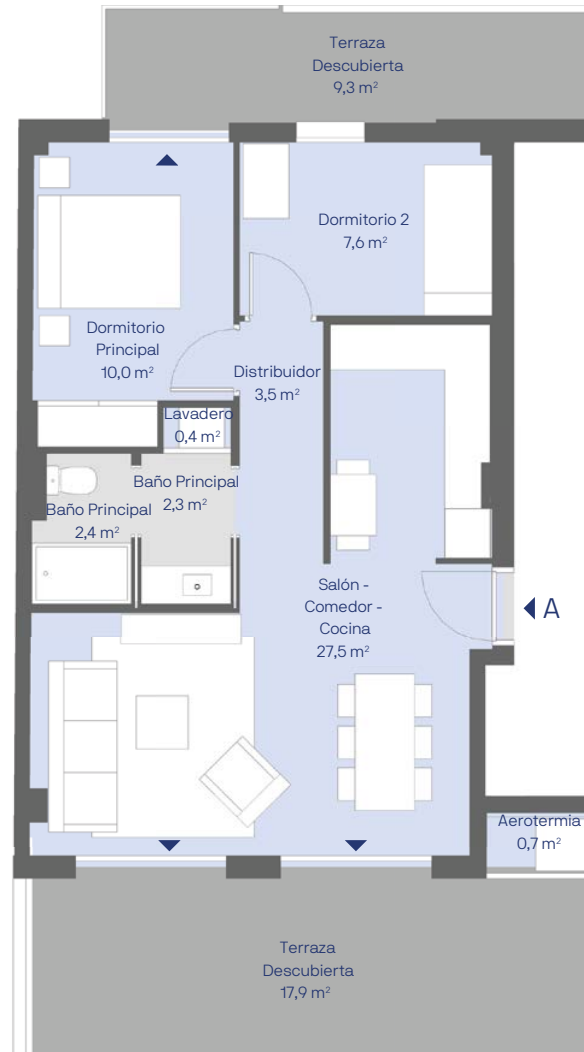 Terraza
Descubierta
9,3 m²
Dormitorio 2
7,6 m²
Dormitorio
Principal
10,0 m²
Distribuidor
3,5 m²
Lavadero
0,4 m²
Baño Principal
2,3 m²
Baño Principal
2,4 m²
Salón -
Comedor -
Cocina
27,5 m²
A
Aerotermia
0,7 m²
Terraza
Descubierta
17,9 m²